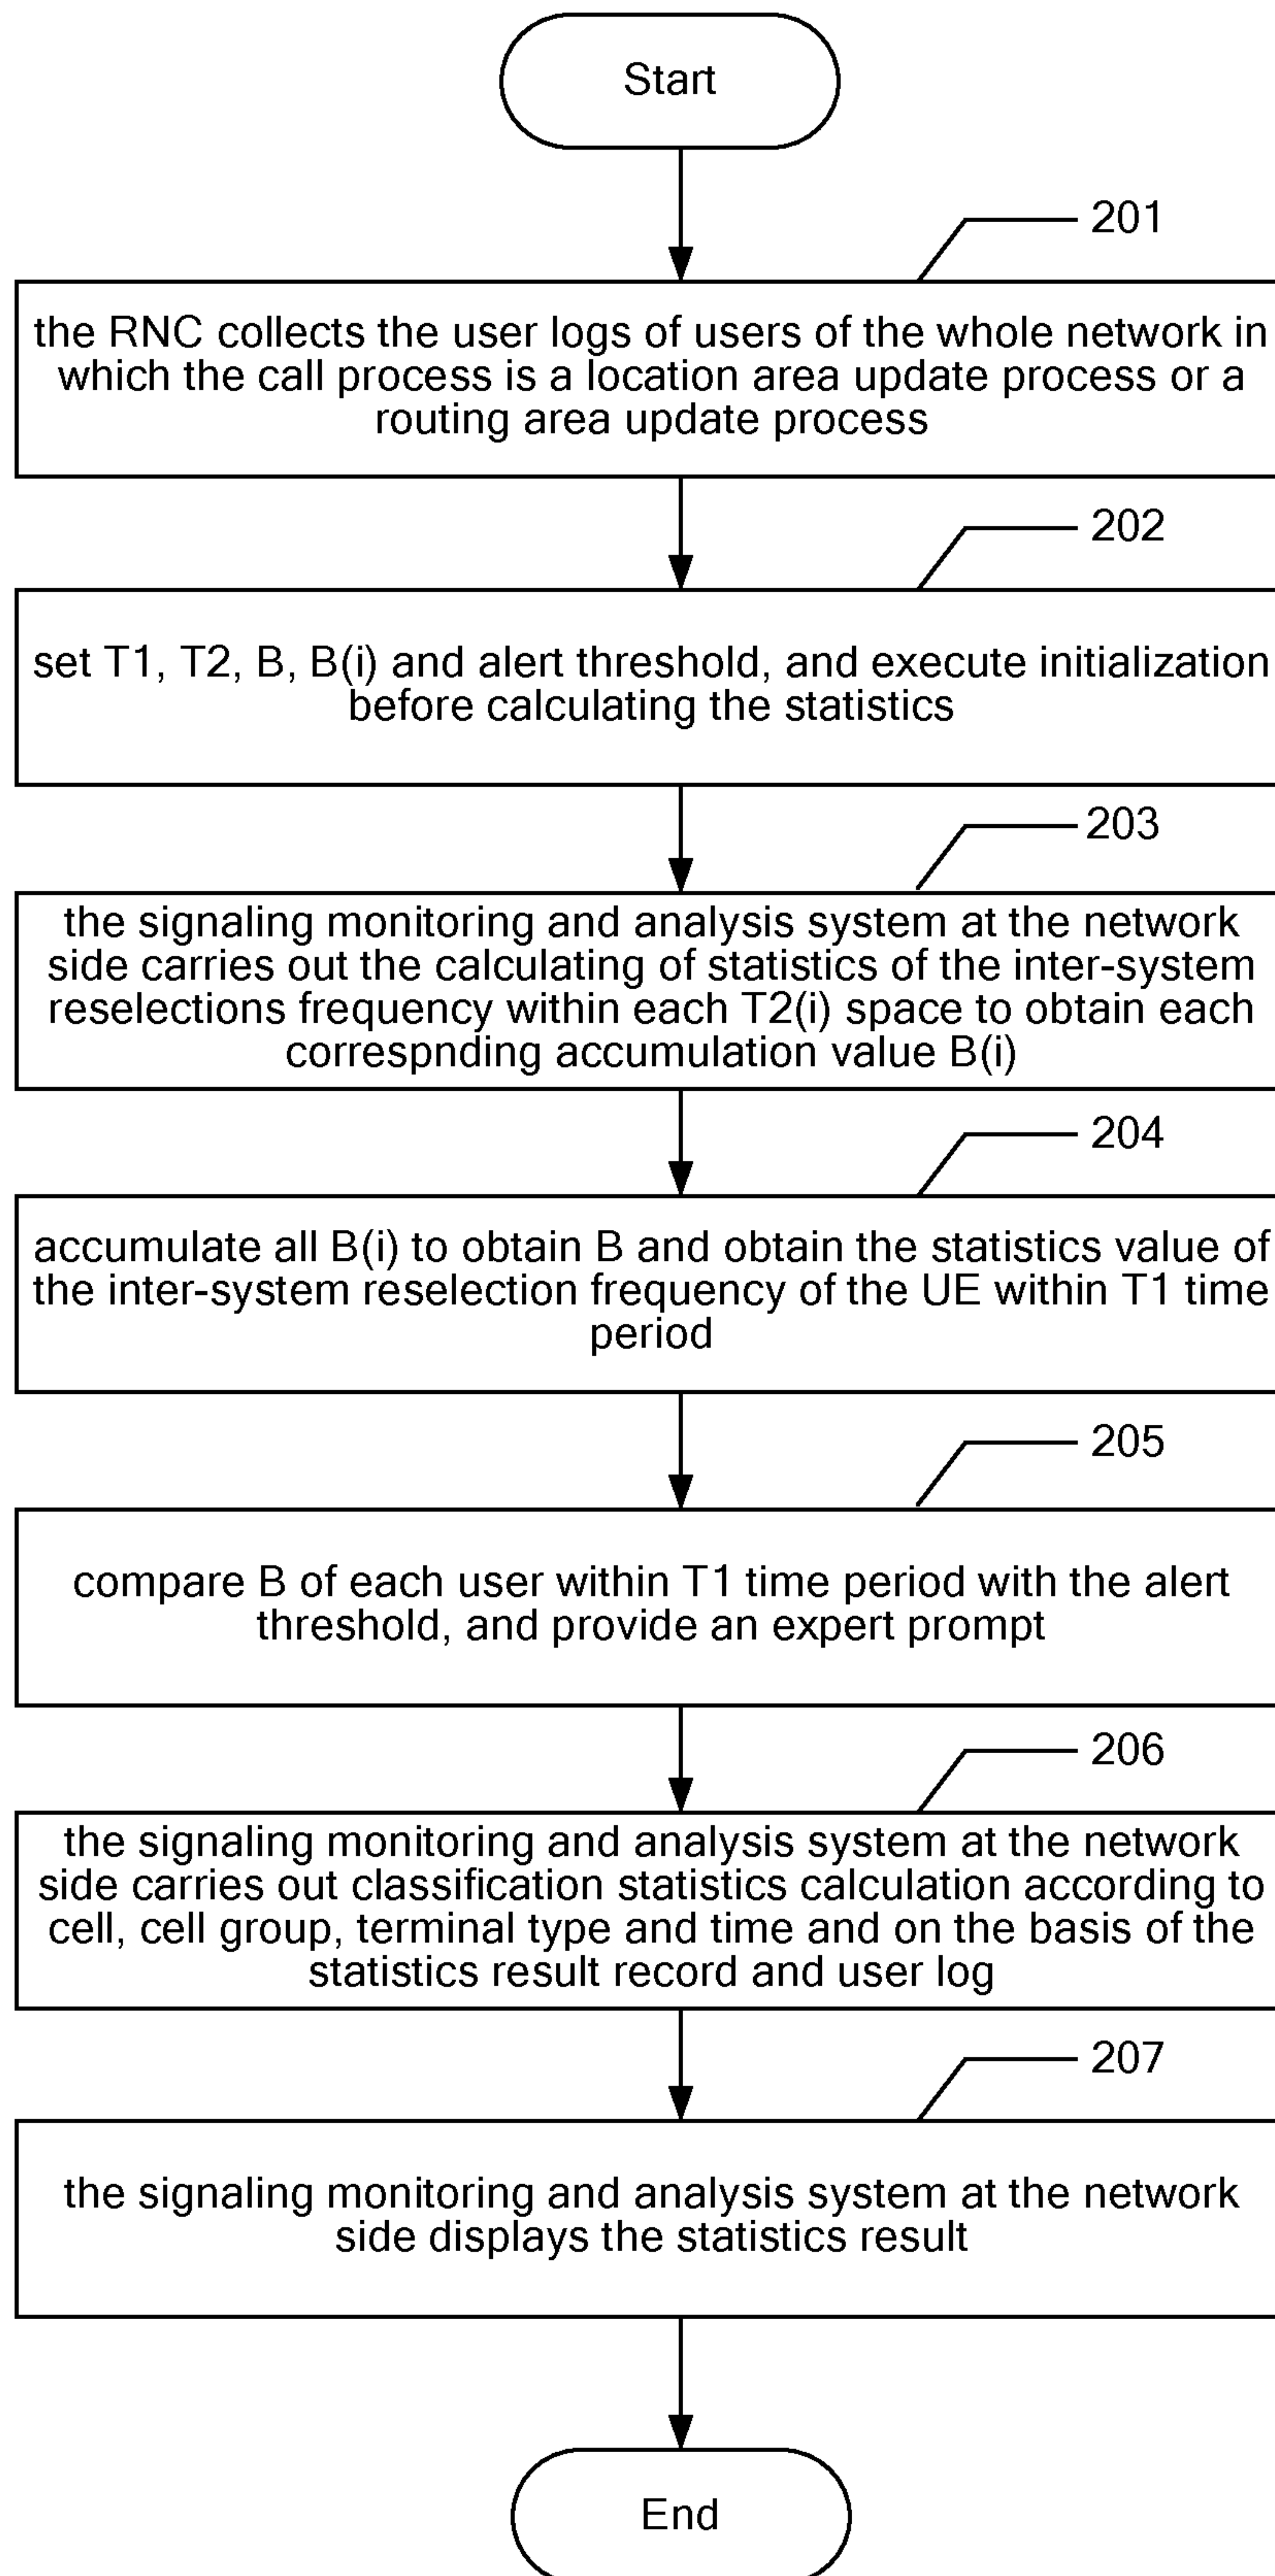 Start
201
the RNC collects the user logs of users of the whole network in
which the call process is a location area update process or a
routing area update process
202
set T1, T2, B, B(i) and alert threshold, and execute initialization
before calculating the statistics
203
the signaling monitoring and analysis system at the network
side carries out the calculating of statistics of the inter-system
reselections frequency within each T2(i) space to obtain each
correspnding accumulation value B(i)
204
accumulate all B(i) to obtain B and obtain the statistics value of
the inter-system reselection frequency of the UE within T1 time
period
205
compare B of each user within T1 time period with the alert
threshold, and provide an expert prompt
206
the signaling monitoring and analysis system at the network
side carries out classification statistics calculation according to
cell, cell group, terminal type and time and on the basis of the
statistics result record and user log
207
the signaling monitoring and analysis system at the network
side displays the statistics result
End